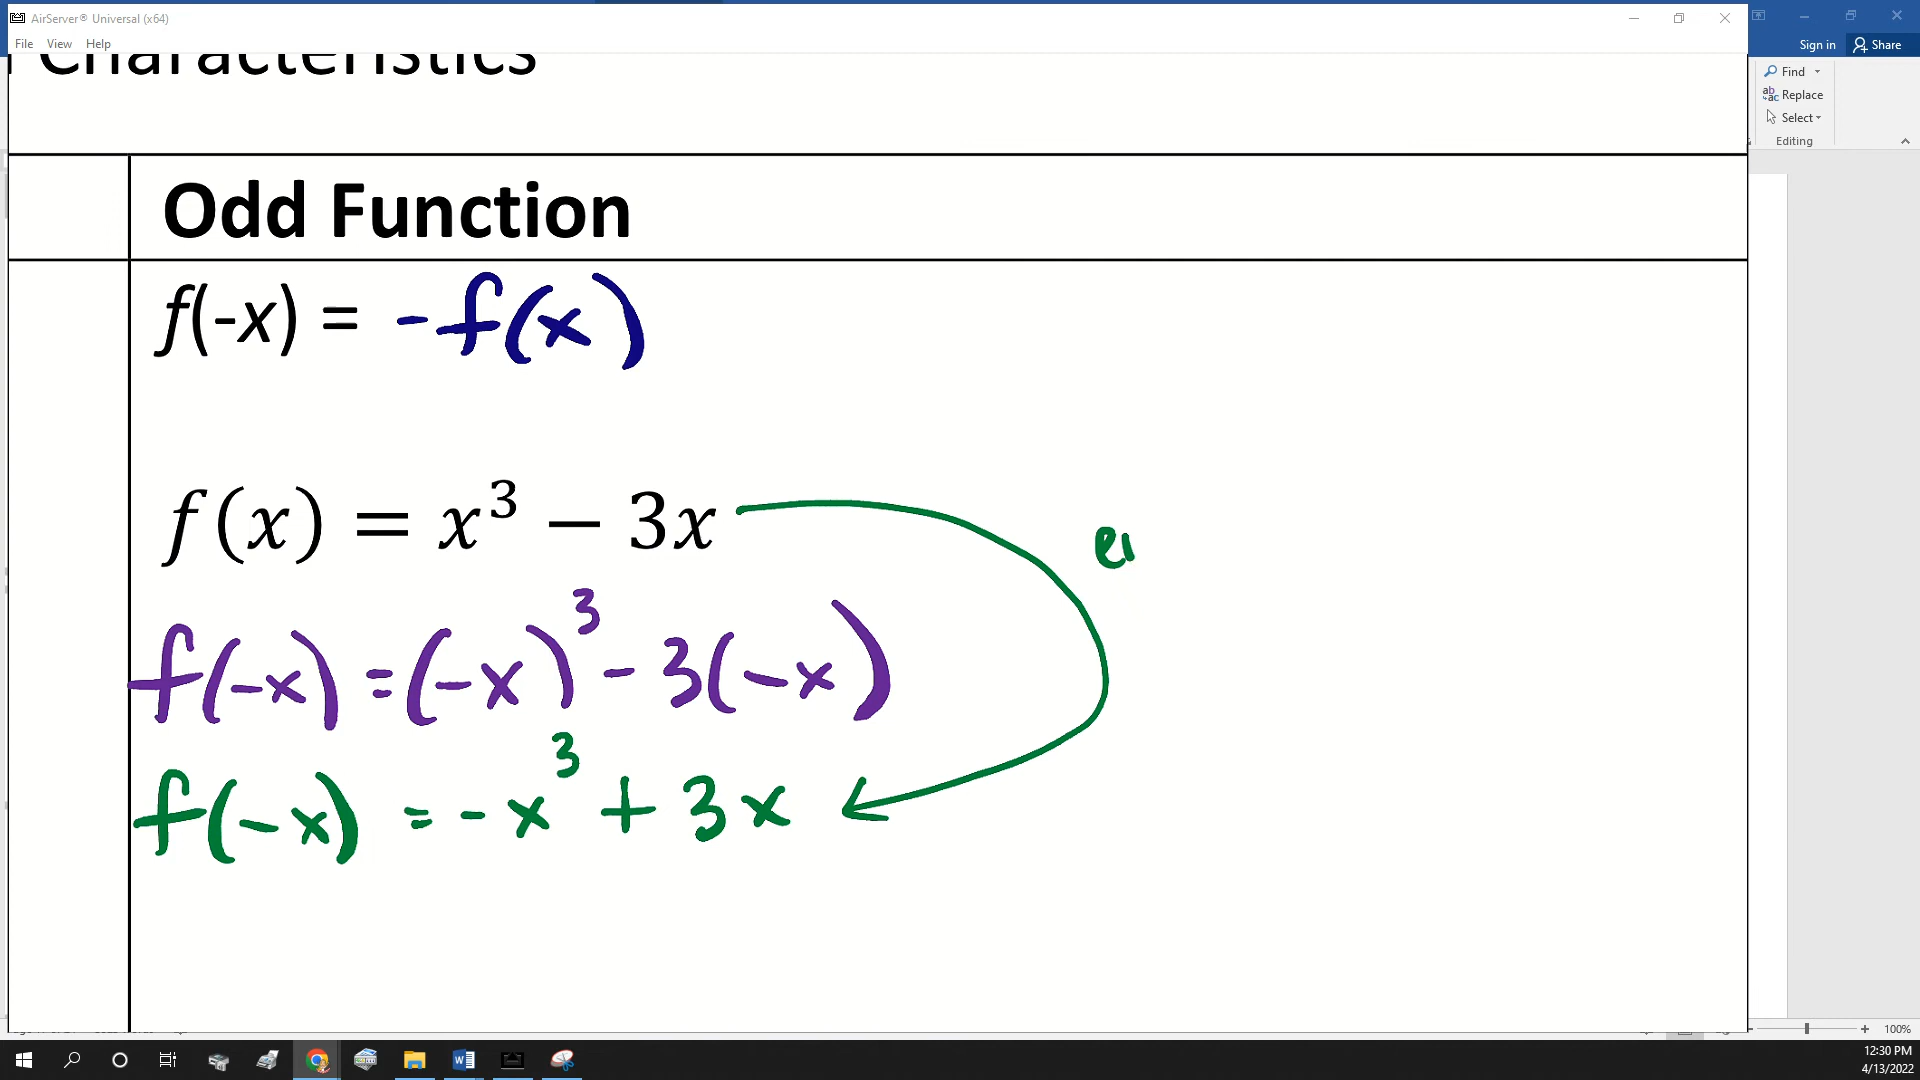 AirServer® Universal (x64)
File View Help
Sign in Share
Find
Replace
Select
Editing
Characteristics
Odd Function
f(-x) = -f(x)
f(x) = x³ − 3x
f(-x) = (-x)³ - 3(-x)
f(-x) = -x³ + 3x
100%
12:30 PM
4/13/2022